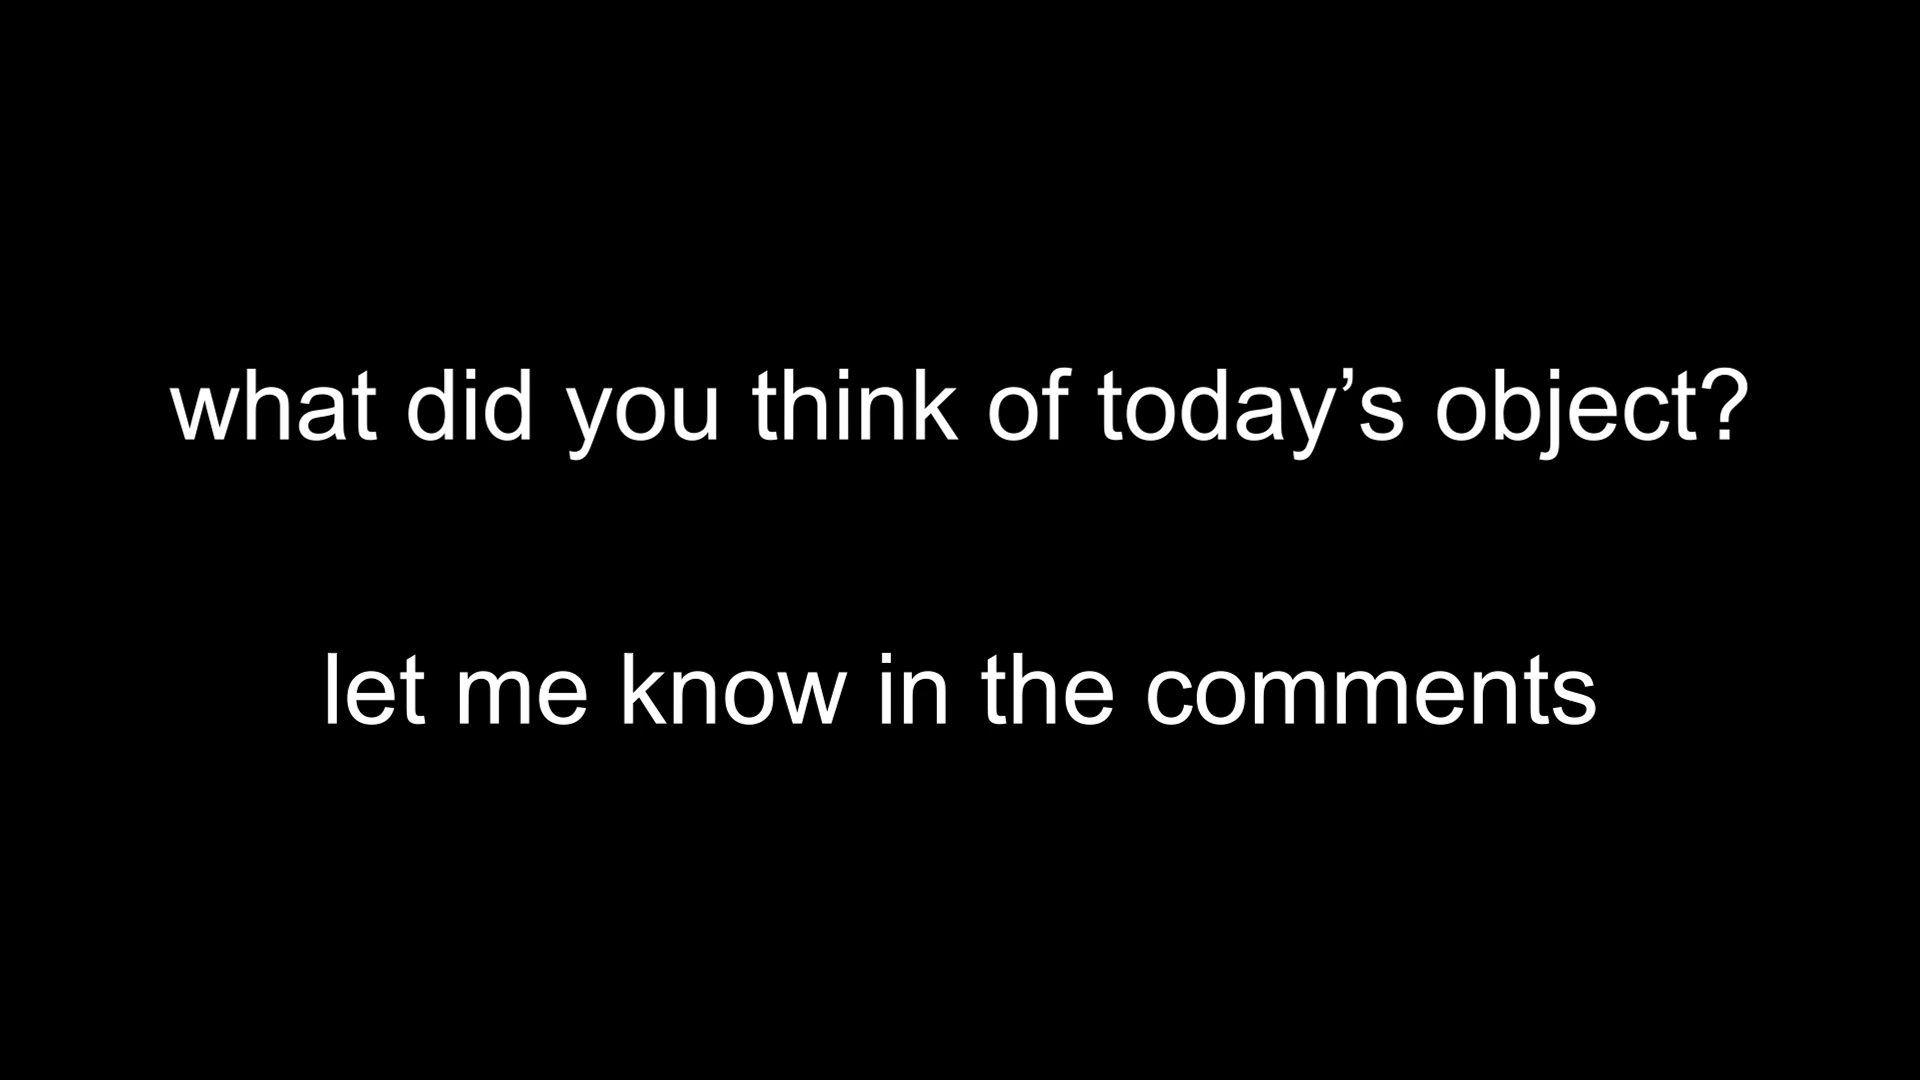 what did you think of today’s object?
let me know in the comments